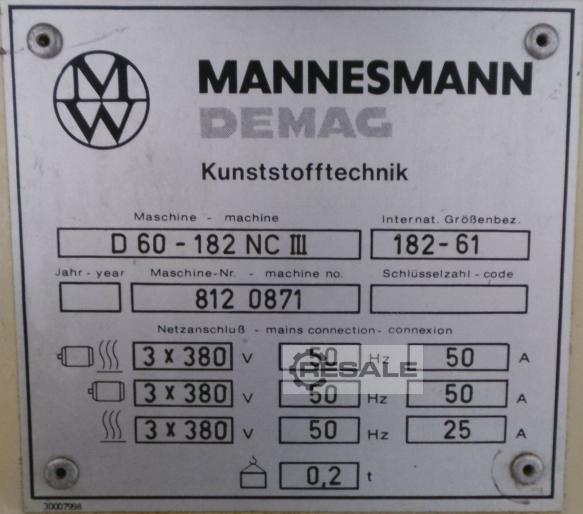 MW
MANNESMANN
DEMAG
Kunststofftechnik
Maschine - machine
Internat. Größenbez.
D 60 - 182 NC III
182-61
Jahr - year
Maschine-Nr. - machine no.
Schlüsselzahl - code
812 0871
Netzanschluß - mains connection - connexion
3 x 380 V 50 Hz 50 A
RESALE
3 x 380 V 50 Hz 50 A
3 x 380 V 50 Hz 25 A
0,2 t
30007998